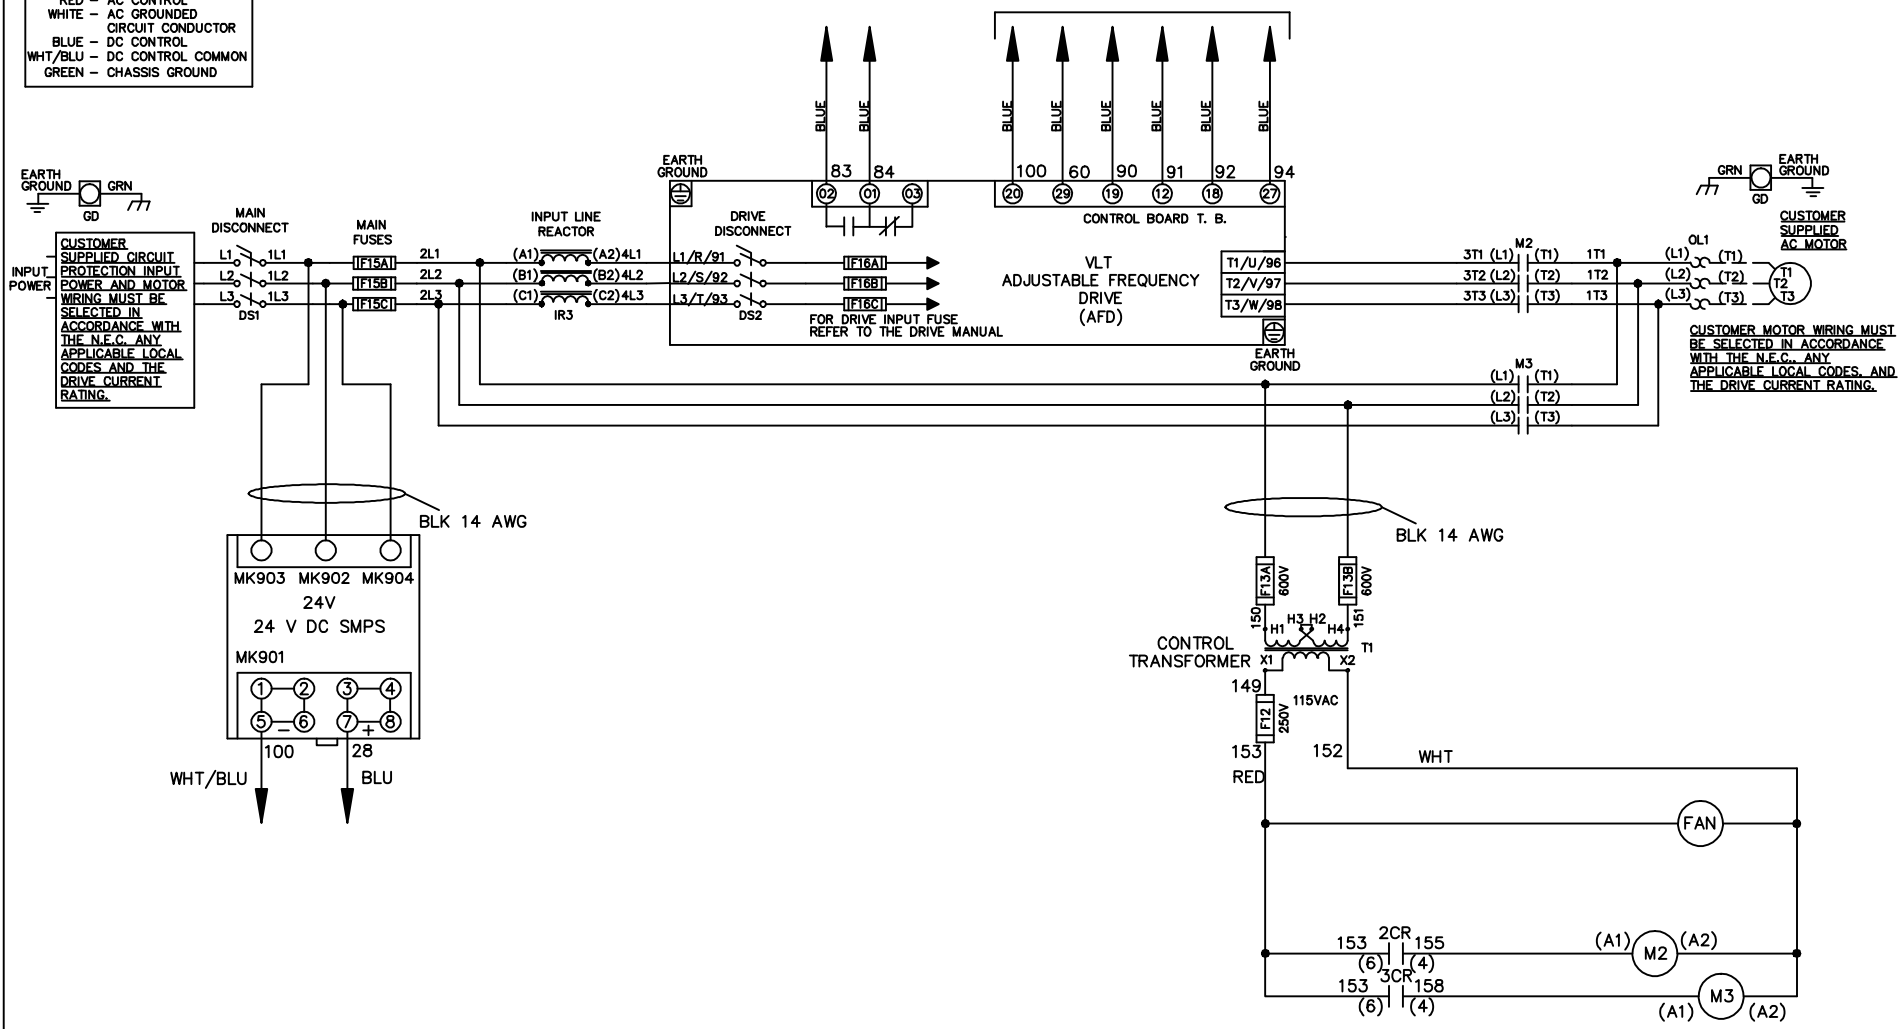 RED – AC CONTROL
WHITE – AC GROUNDED
CIRCUIT CONDUCTOR
BLUE – DC CONTROL
WHT/BLU – DC CONTROL COMMON
GREEN – CHASSIS GROUND
EARTH
GROUND
GRN
GD
INPUT
POWER
CUSTOMER
SUPPLIED CIRCUIT
PROTECTION INPUT
POWER AND MOTOR
WIRING MUST BE
SELECTED IN
ACCORDANCE WITH
THE N.E.C. ANY
APPLICABLE LOCAL
CODES AND THE
DRIVE CURRENT
RATING.
MAIN
DISCONNECT
L1 1L1
L2 1L2
L3 1L3
DS1
MAIN
FUSES
F15A
F15B
F15C
2L1
2L2
2L3
INPUT LINE
REACTOR
(A1) (A2) 4L1
(B1) (B2) 4L2
(C1) (C2) 4L3
IR3
EARTH
GROUND
L1/R/91
L2/S/92
L3/T/93
DRIVE
DISCONNECT
DS2
F16A
F16B
F16C
FOR DRIVE INPUT FUSE
REFER TO THE DRIVE MANUAL
BLUE BLUE
83 84
02 01 03
BLUE BLUE BLUE BLUE BLUE BLUE
100 60 90 91 92 94
20 29 19 12 18 27
CONTROL BOARD T. B.
VLT
ADJUSTABLE FREQUENCY
DRIVE
(AFD)
T1/U/96
T2/V/97
T3/W/98
EARTH
GROUND
M2
3T1 (L1) (T1) 1T1
3T2 (L2) (T2) 1T2
3T3 (L3) (T3) 1T3
M3
(L1) (T1)
(L2) (T2)
(L3) (T3)
OL1
(L1) (T1)
(L2) (T2)
(L3) (T3)
T1
T2
T3
GRN
GD
EARTH
GROUND
CUSTOMER
SUPPLIED
AC MOTOR
CUSTOMER MOTOR WIRING MUST
BE SELECTED IN ACCORDANCE
WITH THE N.E.C., ANY
APPLICABLE LOCAL CODES, AND
THE DRIVE CURRENT RATING.
BLK 14 AWG
MK903 MK902 MK904
24V
24 V DC SMPS
MK901
1 2 3 4
5 6 7 8
– +
100 28
WHT/BLU BLU
BLK 14 AWG
F13A 600V
F13B 600V
150 151
H1 H3 H2 H4
CONTROL
TRANSFORMER
X1 X2 T1
149
115VAC
F12 250V
153 152
RED
WHT
FAN
2CR
153 155
(6) (4)
(A1) M2 (A2)
3CR
153 158
(6) (4)
(A1) M3 (A2)